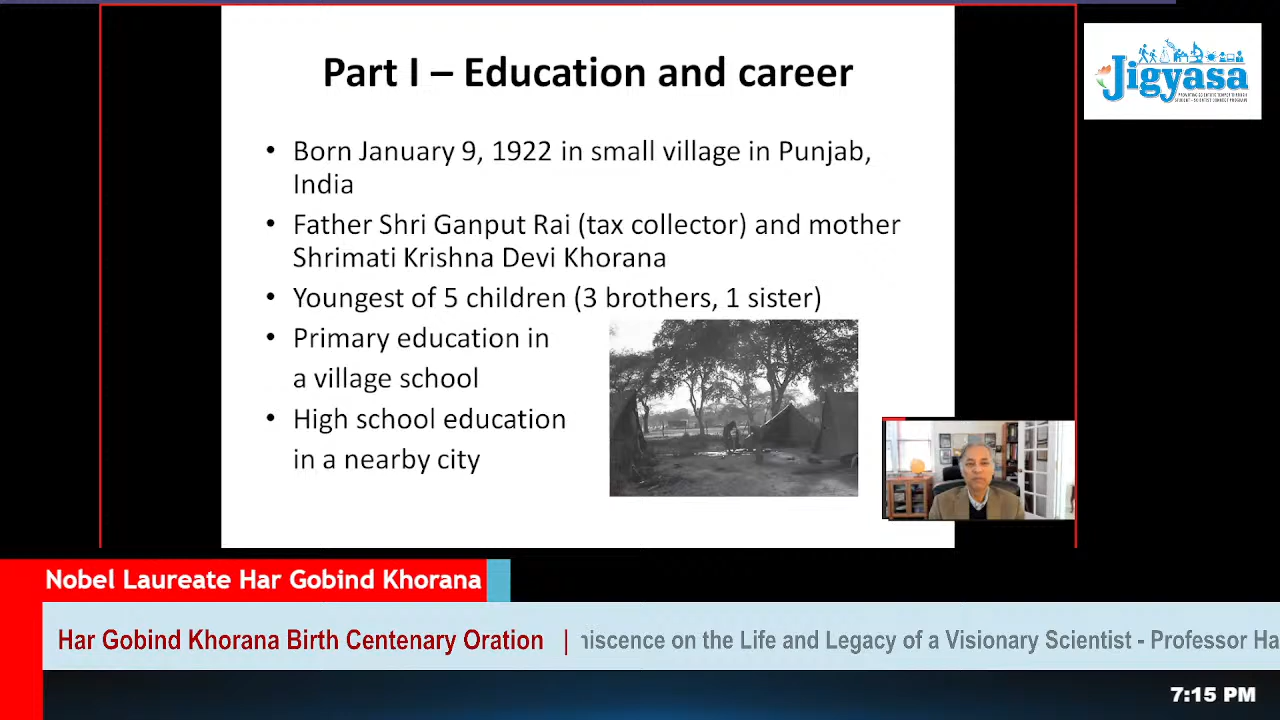 Part I – Education and career
Jigyasa
• Born January 9, 1922 in small village in Punjab,
India
• Father Shri Ganput Rai (tax collector) and mother
Shrimati Krishna Devi Khorana
• Youngest of 5 children (3 brothers, 1 sister)
• Primary education in
a village school
• High school education
in a nearby city
Nobel Laureate Har Gobind Khorana
Har Gobind Khorana Birth Centenary Oration | niscence on the Life and Legacy of a Visionary Scientist - Professor Ha
7:15 PM